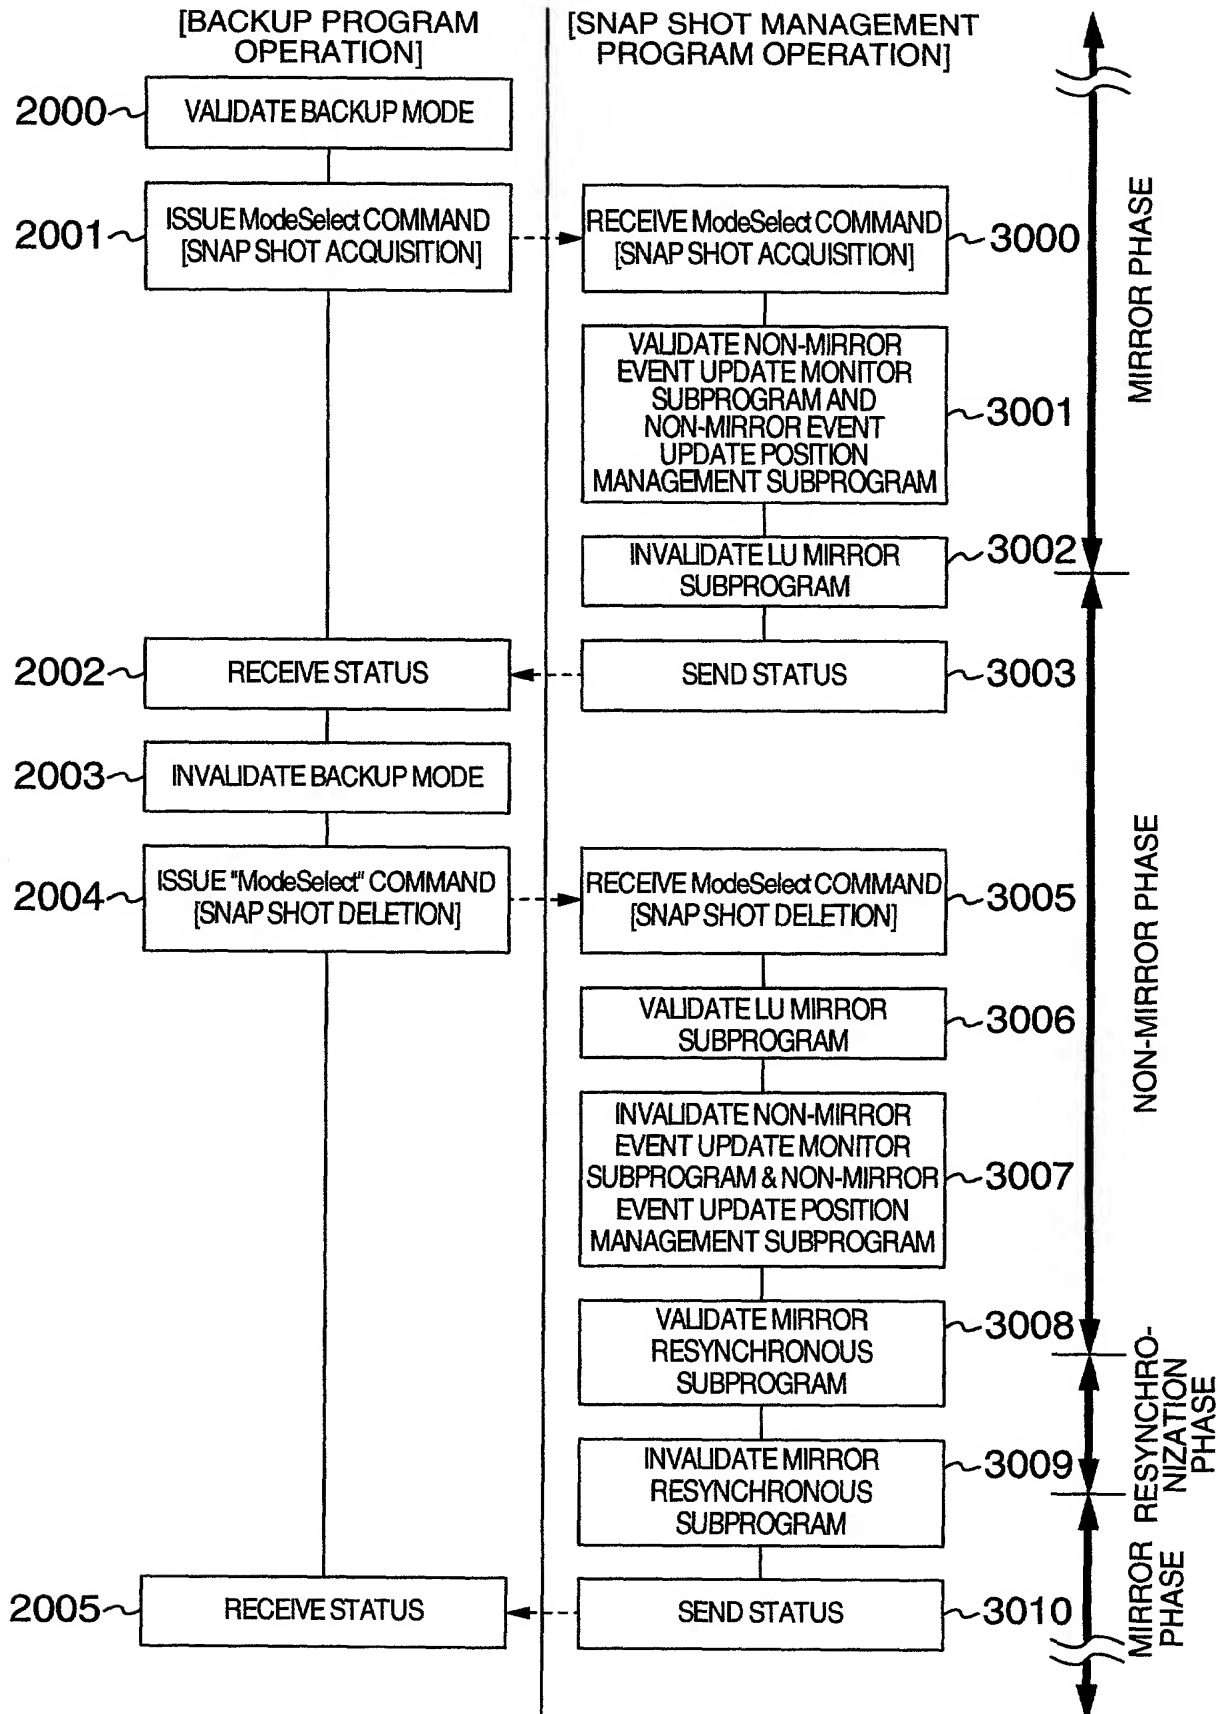 [BACKUP PROGRAM
OPERATION]
[SNAP SHOT MANAGEMENT
PROGRAM OPERATION]
2000
VALIDATE BACKUP MODE
2001
ISSUE ModeSelect COMMAND
[SNAP SHOT ACQUISITION]
RECEIVE ModeSelect COMMAND
[SNAP SHOT ACQUISITION]
3000
VALIDATE NON-MIRROR
EVENT UPDATE MONITOR
SUBPROGRAM AND
NON-MIRROR EVENT
UPDATE POSITION
MANAGEMENT SUBPROGRAM
3001
INVALIDATE LU MIRROR
SUBPROGRAM
3002
MIRROR PHASE
2002
RECEIVE STATUS
SEND STATUS
3003
2003
INVALIDATE BACKUP MODE
2004
ISSUE "ModeSelect" COMMAND
[SNAP SHOT DELETION]
RECEIVE ModeSelect COMMAND
[SNAP SHOT DELETION]
3005
VALIDATE LU MIRROR
SUBPROGRAM
3006
INVALIDATE NON-MIRROR
EVENT UPDATE MONITOR
SUBPROGRAM & NON-MIRROR
EVENT UPDATE POSITION
MANAGEMENT SUBPROGRAM
3007
NON-MIRROR PHASE
VALIDATE MIRROR
RESYNCHRONOUS
SUBPROGRAM
3008
INVALIDATE MIRROR
RESYNCHRONOUS
SUBPROGRAM
3009
RESYNCHRO-
NIZATION
PHASE
2005
RECEIVE STATUS
SEND STATUS
3010
MIRROR
PHASE